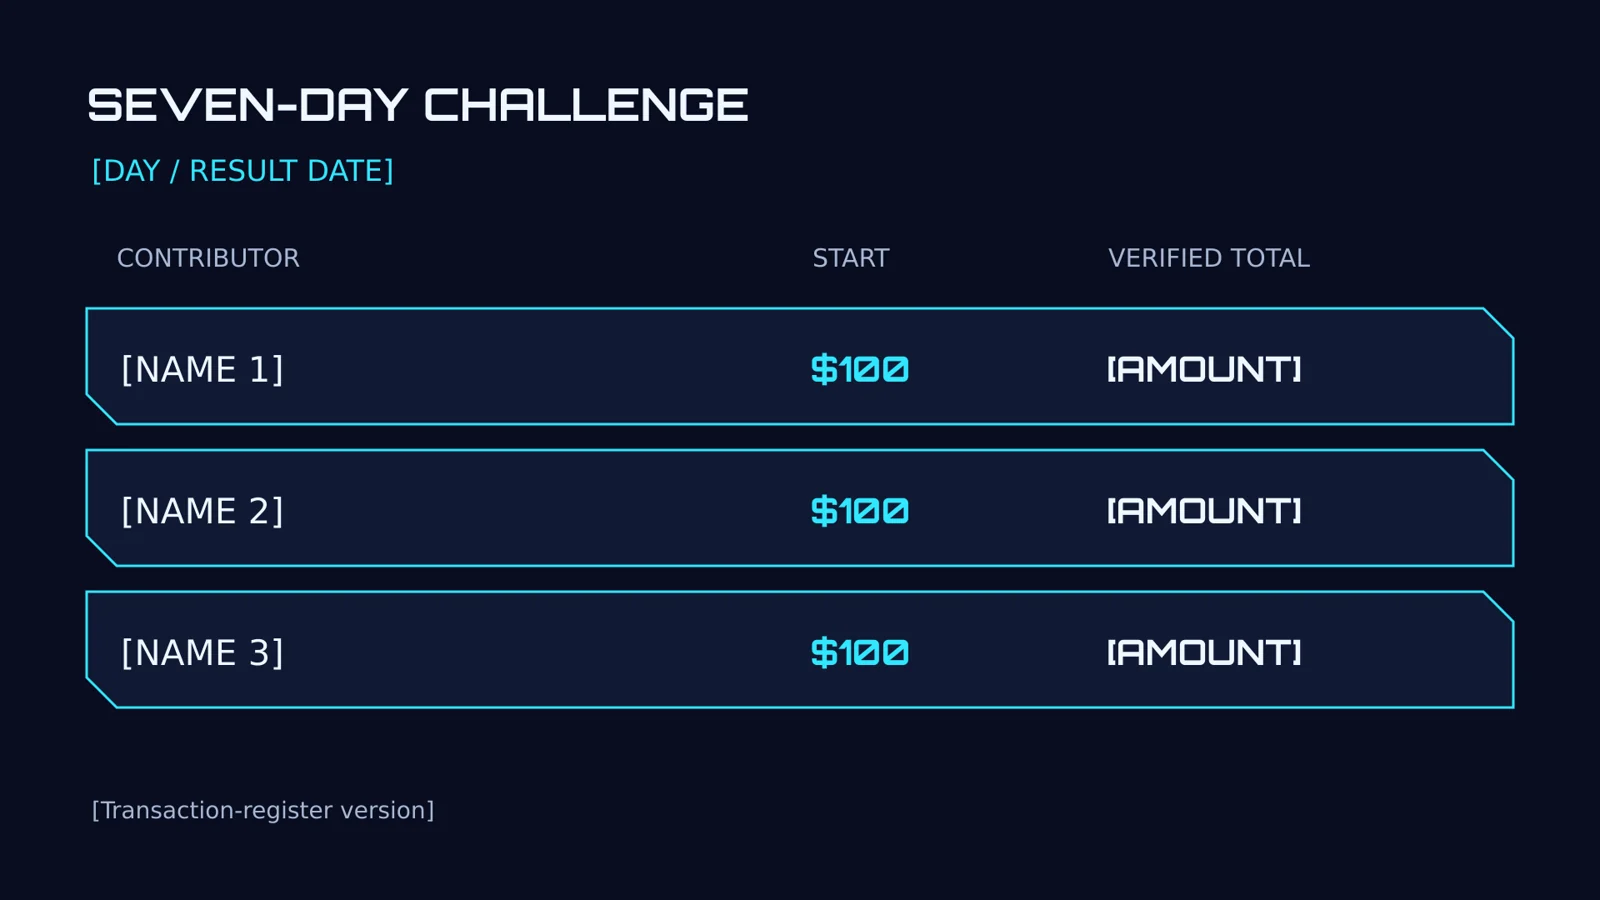 SEVEN-DAY CHALLENGE
[DAY / RESULT DATE]
CONTRIBUTOR START VERIFIED TOTAL
[NAME 1] $100 [AMOUNT]
[NAME 2] $100 [AMOUNT]
[NAME 3] $100 [AMOUNT]
[Transaction-register version]